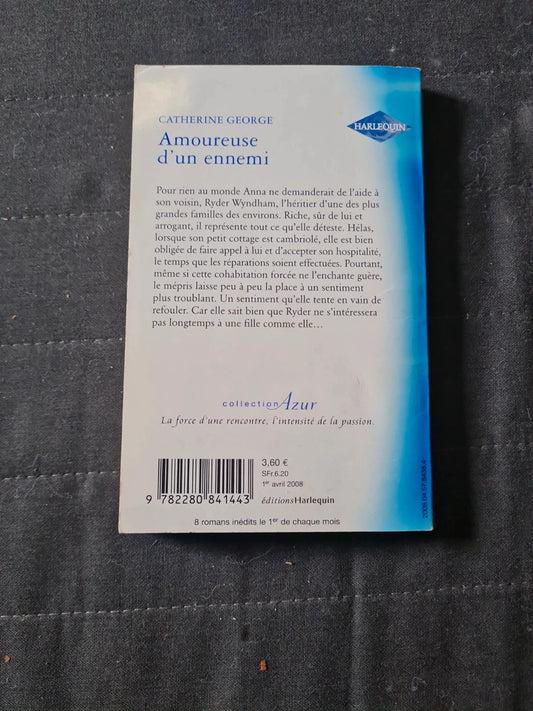 CATHERINE GEORGE
HARLEQUIN
Amoureuse
d'un ennemi
Pour rien au monde Anna ne demanderait de l'aide à
son voisin, Ryder Wyndham, l'héritier d'une des plus
grandes familles des environs. Riche, sûr de lui et
arrogant, il représente tout ce qu'elle déteste. Hélas,
lorsque son petit cottage est cambriolé, elle est bien
obligée de faire appel à lui et d'accepter son hospitalité,
le temps que les réparations soient effectuées. Pourtant,
même si cette cohabitation forcée ne l'enchante guère,
le mépris laisse peu à peu la place à un sentiment
plus troublant. Un sentiment qu'elle tente en vain de
refouler. Car elle sait bien que Ryder ne s'intéressera
pas longtemps à une fille comme elle…
collection Azur
La force d'une rencontre, l'intensité de la passion.
3,60 €
SFr.6.20
1er avril 2008
éditionsHarlequin
9 782280 841443
8 romans inédits le 1er de chaque mois
2008.04.57.8438.4